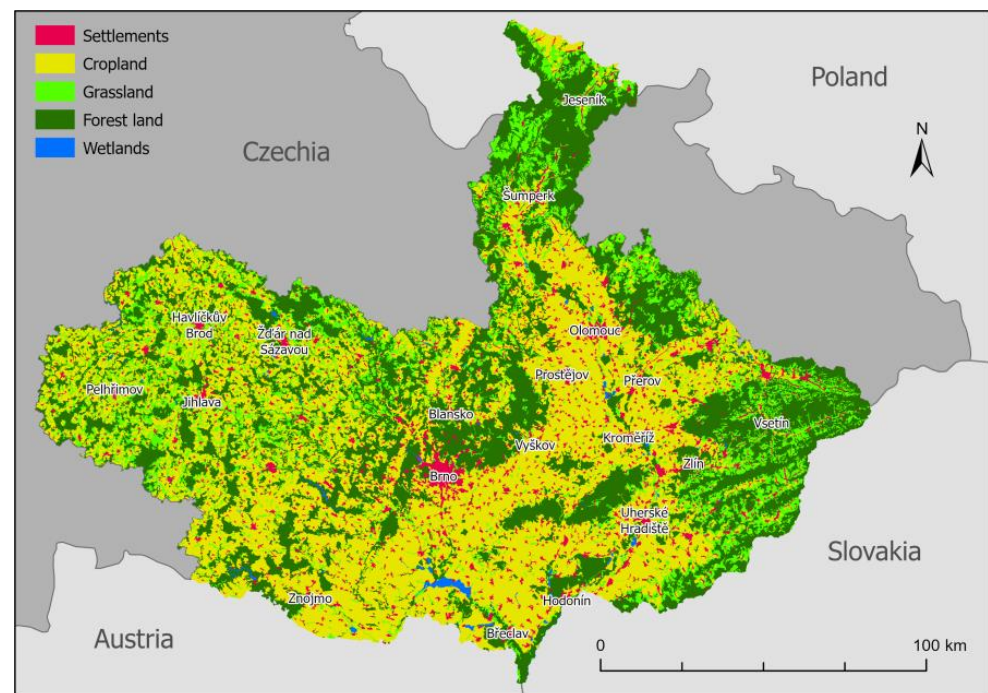 Settlements
Cropland
Grassland
Forest land
Wetlands
Czechia
Poland
N
Jeseník
Šumperk
Havlíčkův
Brod
Žďár nad
Sázavou
Olomouc
Pelhřimov
Jihlava
Prostějov
Přerov
Blansko
Vyškov
Kroměříž
Vsetín
Zlín
Brno
Uherské
Hradiště
Slovakia
Znojmo
Hodonín
Břeclav
Austria
0
100 km